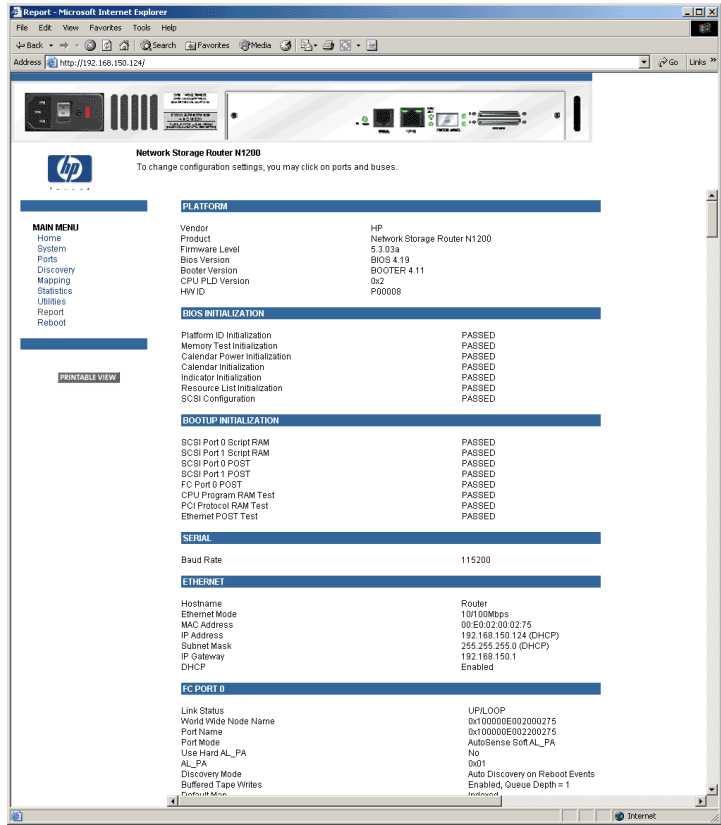 Report - Microsoft Internet Explorer
File Edit View Favorites Tools Help
Back Search Favorites Media
Address http://192.168.150.124/ Go Links »
hp
invent
Network Storage Router N1200
To change configuration settings, you may click on ports and buses.
MAIN MENU
Home
System
Ports
Discovery
Mapping
Statistics
Utilities
Report
Reboot
PRINTABLE VIEW
PLATFORM
Vendor HP
Product Network Storage Router N1200
Firmware Level 5.3.03a
Bios Version BIOS 4.19
Booter Version BOOTER 4.11
CPU PLD Version 0x2
HW ID P00008
BIOS INITIALIZATION
Platform ID Initialization PASSED
Memory Test Initialization PASSED
Calendar Power Initialization PASSED
Calendar Initialization PASSED
Indicator Initialization PASSED
Resource List Initialization PASSED
SCSI Configuration PASSED
BOOTUP INITIALIZATION
SCSI Port 0 Script RAM PASSED
SCSI Port 1 Script RAM PASSED
SCSI Port 0 POST PASSED
SCSI Port 1 POST PASSED
FC Port 0 POST PASSED
CPU Program RAM Test PASSED
PCI Protocol RAM Test PASSED
Ethernet POST Test PASSED
SERIAL
Baud Rate 115200
ETHERNET
Hostname Router
Ethernet Mode 10/100Mbps
MAC Address 00:E0:02:00:02:75
IP Address 192.168.150.124 (DHCP)
Subnet Mask 255.255.255.0 (DHCP)
IP Gateway 192.168.150.1
DHCP Enabled
FC PORT 0
Link Status UP/LOOP
World Wide Node Name 0x100000E002000275
Port Name 0x100000E002200275
Port Mode AutoSense Soft AL_PA
Use Hard AL_PA No
AL_PA 0x01
Discovery Mode Auto Discovery on Reboot Events
Buffered Tape Writes Enabled, Queue Depth = 1
Default Map Indexed
Internet